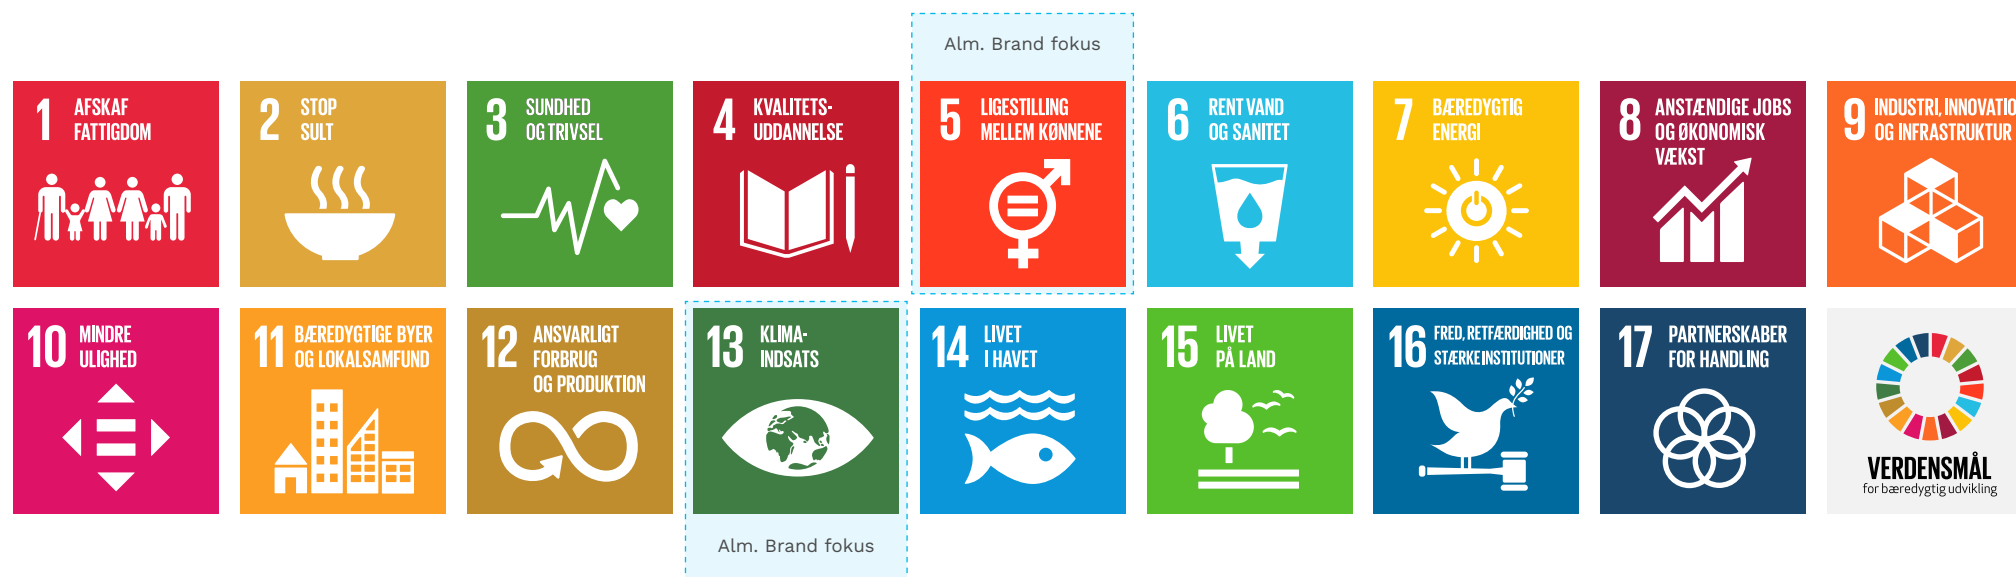 Alm. Brand fokus
1 AFSKAF
FATTIGDOM
2 STOP
SULT
3 SUNDHED
OG TRIVSEL
4 KVALITETS-
UDDANNELSE
5 LIGESTILLING
MELLEM KØNNENE
6 RENT VAND
OG SANITET
7 BÆREDYGTIG
ENERGI
8 ANSTÆNDIGE JOBS
OG ØKONOMISK
VÆKST
9 INDUSTRI, INNOVATIO
OG INFRASTRUKTUR
10 MINDRE
ULIGHED
11 BÆREDYGTIGE BYER
OG LOKALSAMFUND
12 ANSVARLIGT
FORBRUG
OG PRODUKTION
13 KLIMA-
INDSATS
14 LIVET
I HAVET
15 LIVET
PÅ LAND
16 FRED, RETFÆRDIGHED OG
STÆRKE INSTITUTIONER
17 PARTNERSKABER
FOR HANDLING
VERDENSMÅL
for bæredygtig udvikling
Alm. Brand fokus